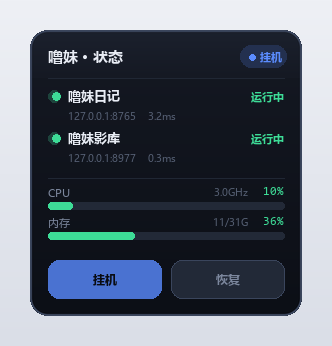 噜妹 · 状态
挂机
噜妹日记 运行中
127.0.0.1:8765 3.2ms
噜妹影库 运行中
127.0.0.1:8977 0.3ms
CPU 3.0GHz 10%
内存 11/31G 36%
挂机 恢复